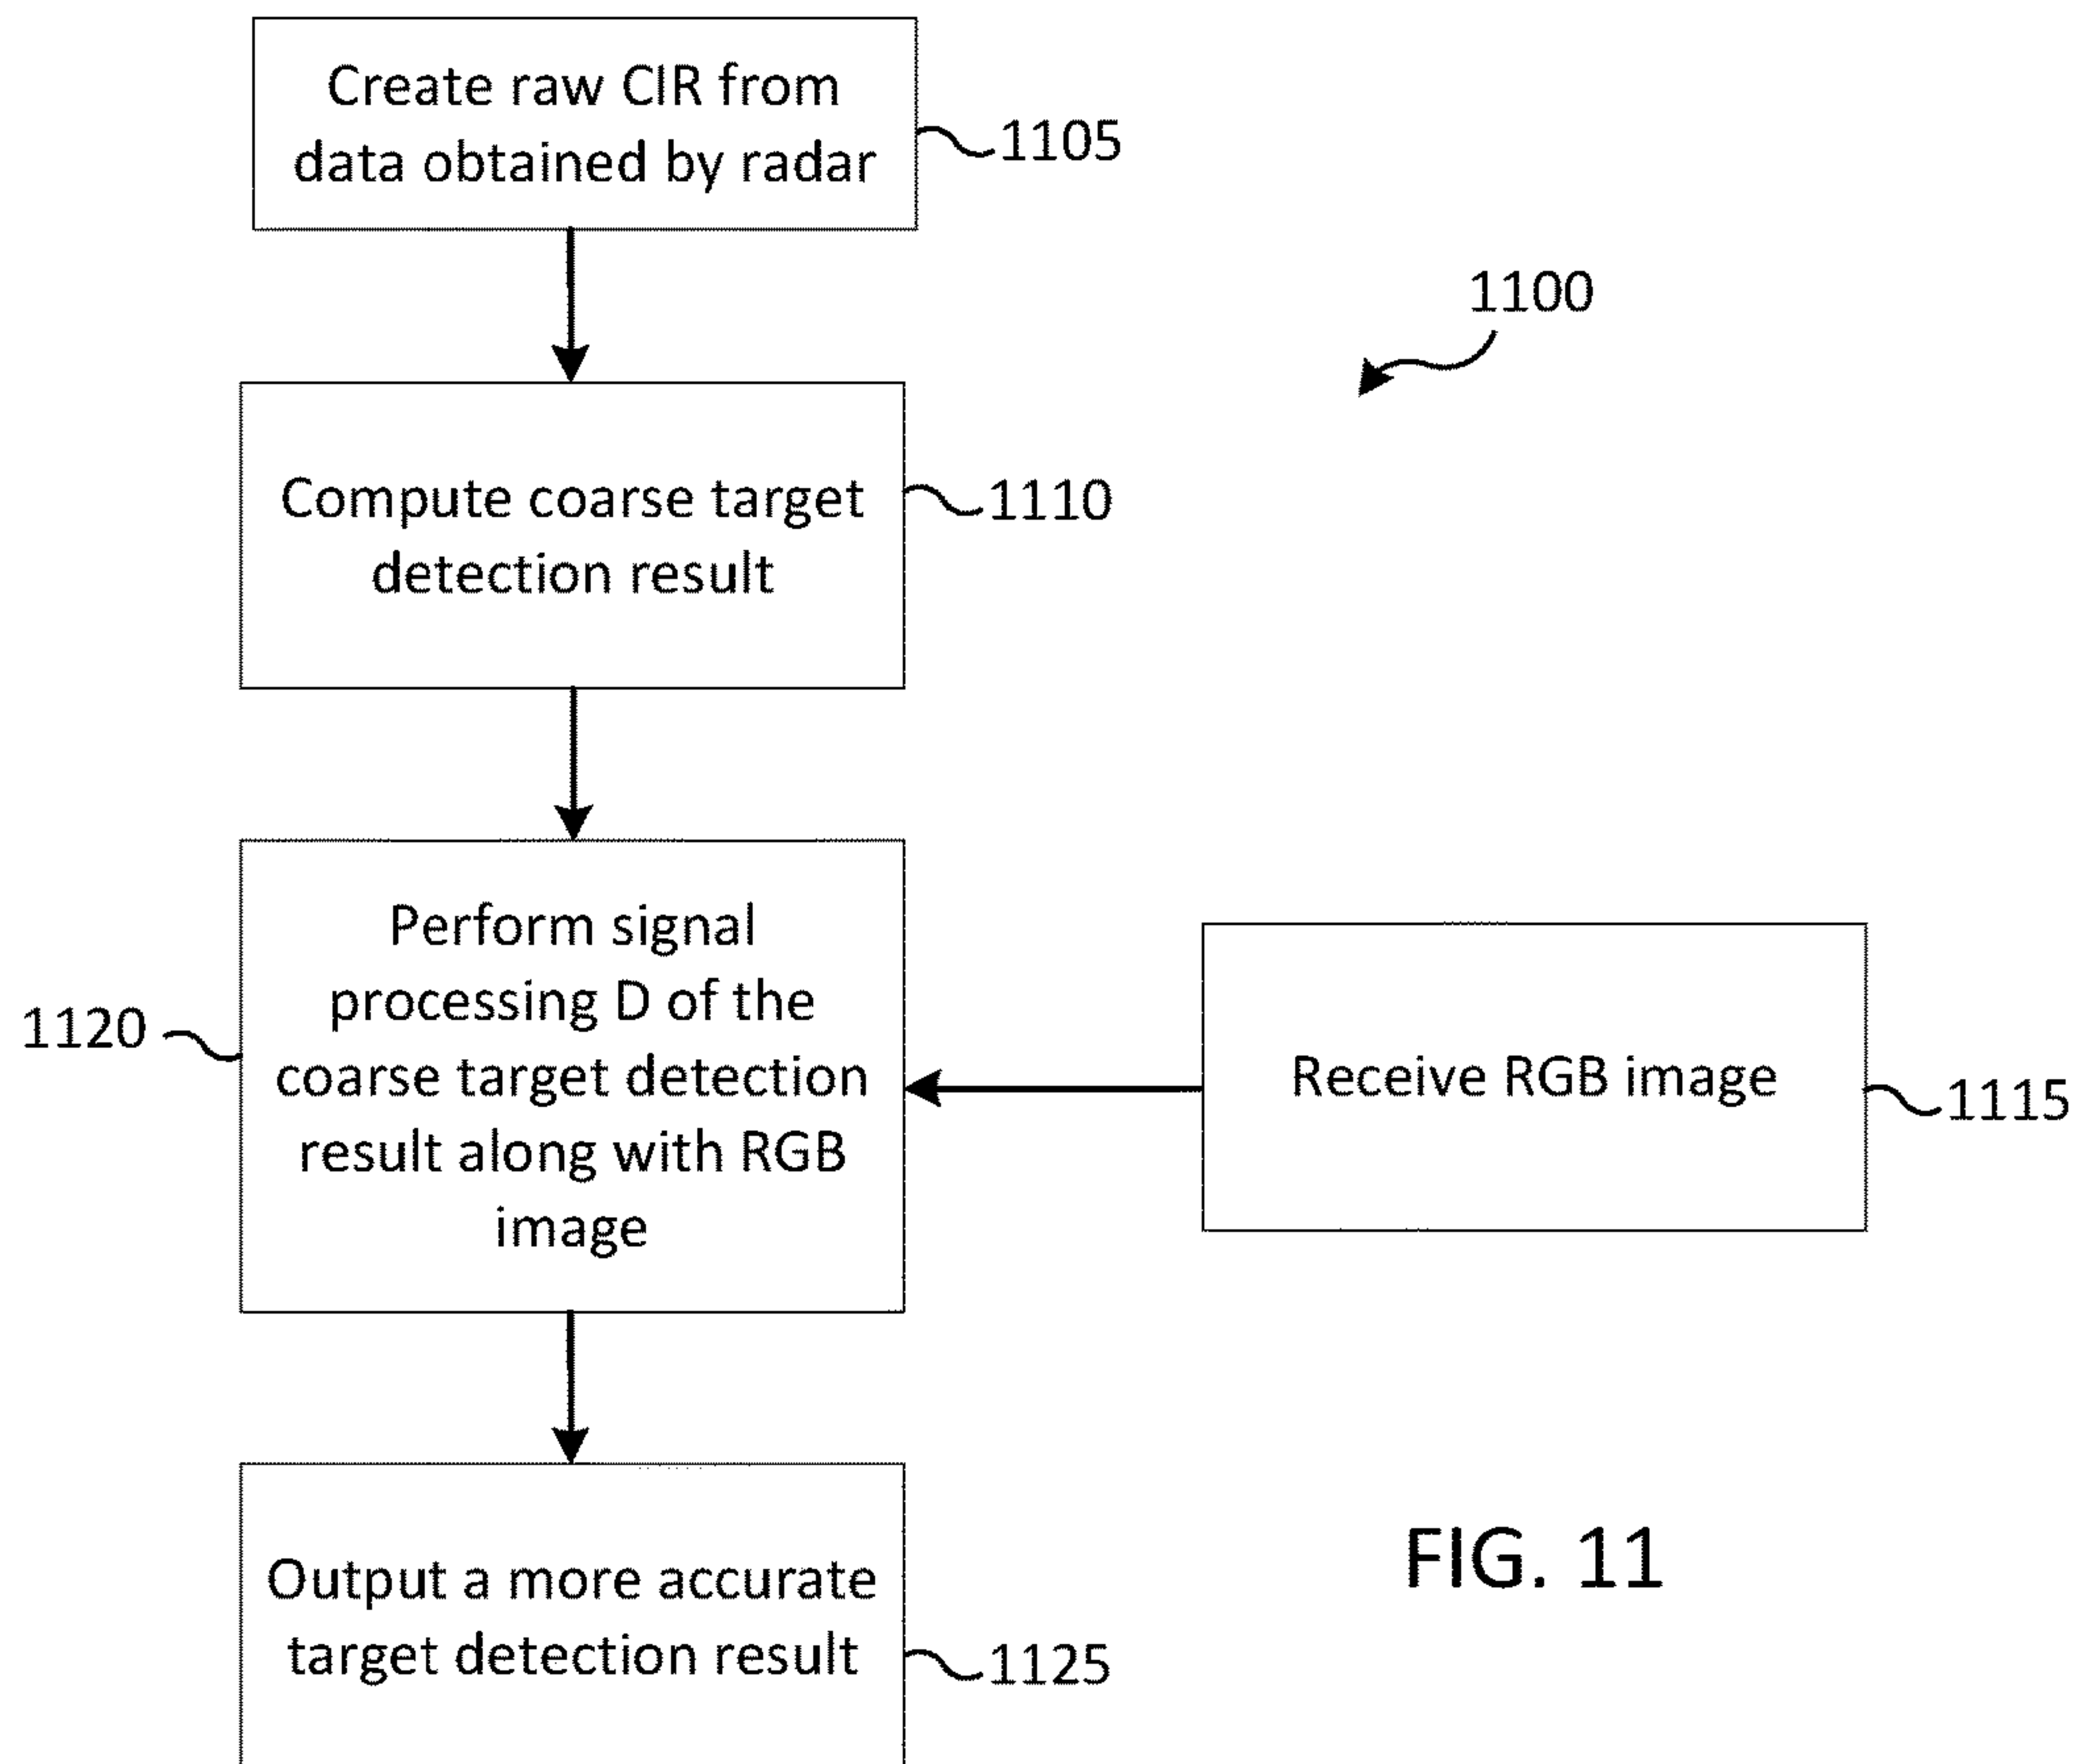 Create raw CIR from
data obtained by radar
1105
1100
Compute coarse target
detection result
1110
Perform signal
processing D of the
coarse target detection
result along with RGB
image
1120
Receive RGB image
1115
Output a more accurate
target detection result
1125
FIG. 11